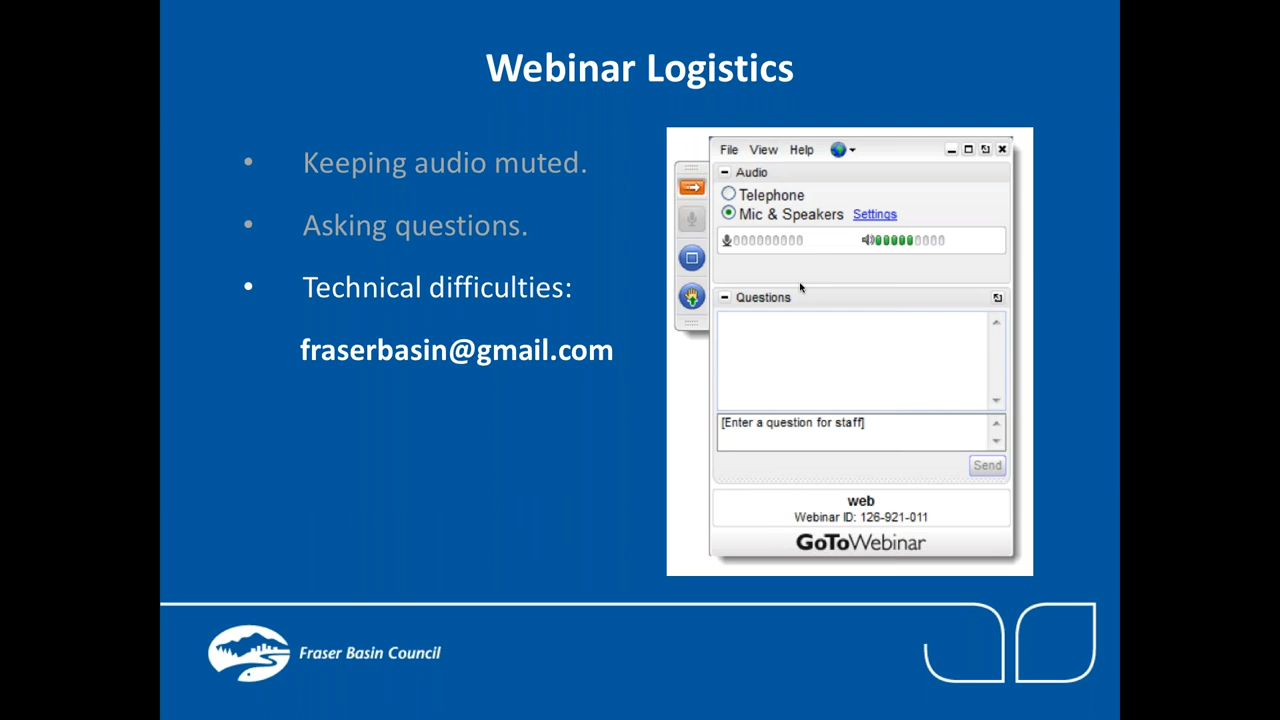 Webinar Logistics
• Keeping audio muted.
• Asking questions.
• Technical difficulties:
fraserbasin@gmail.com
File View Help
Audio
Telephone
Mic & Speakers Settings
Questions
[Enter a question for staff]
Send
web
Webinar ID: 126-921-011
GoToWebinar
Fraser Basin Council